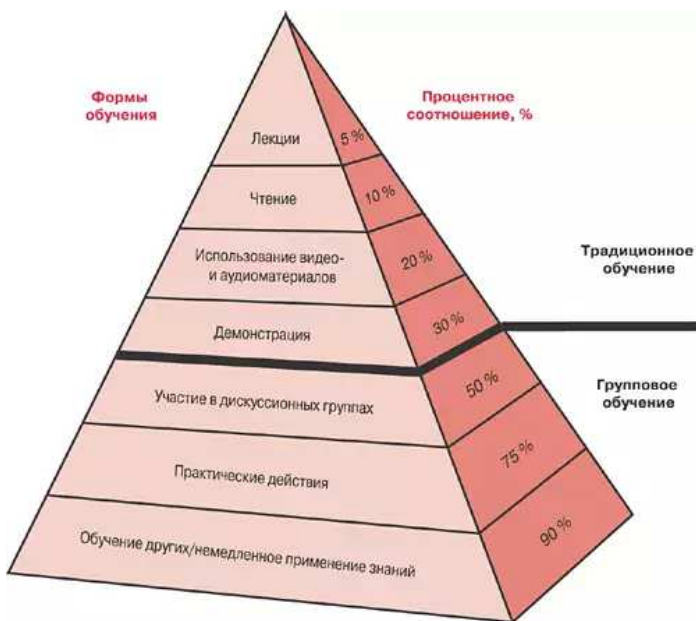 Формы
обучения
Процентное
соотношение, %
Лекции
5 %
Чтение
10 %
Использование видео-
и аудиоматериалов
20 %
Демонстрация
30 %
Традиционное
обучение
Участие в дискуссионных группах
50 %
Групповое
обучение
Практические действия
75 %
Обучение других/немедленное применение знаний
90 %